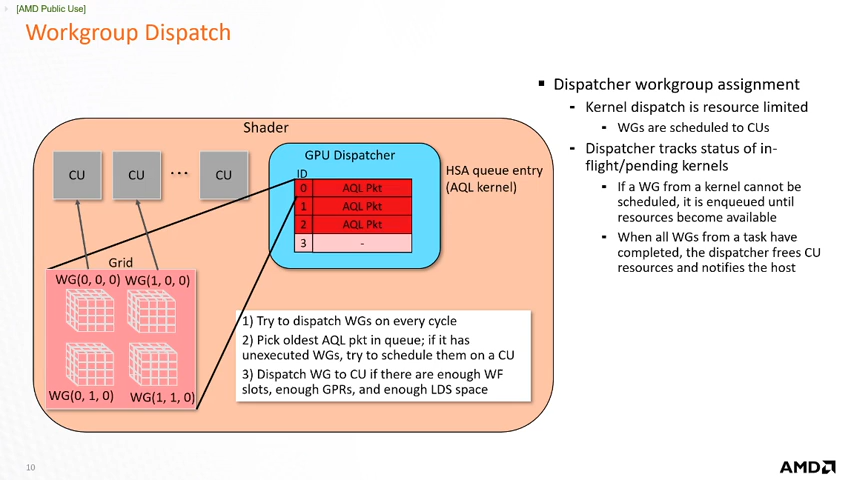 [AMD Public Use]
Workgroup Dispatch
Shader
CU
CU
...
CU
GPU Dispatcher
ID
0 AQL Pkt
1 AQL Pkt
2 AQL Pkt
3 -
HSA queue entry
(AQL kernel)
Grid
WG(0, 0, 0) WG(1, 0, 0)
WG(0, 1, 0) WG(1, 1, 0)
1) Try to dispatch WGs on every cycle
2) Pick oldest AQL pkt in queue; if it has
unexecuted WGs, try to schedule them on a CU
3) Dispatch WG to CU if there are enough WF
slots, enough GPRs, and enough LDS space
▪ Dispatcher workgroup assignment
- Kernel dispatch is resource limited
- WGs are scheduled to CUs
- Dispatcher tracks status of in-
flight/pending kernels
- If a WG from a kernel cannot be
scheduled, it is enqueued until
resources become available
- When all WGs from a task have
completed, the dispatcher frees CU
resources and notifies the host
10
AMD